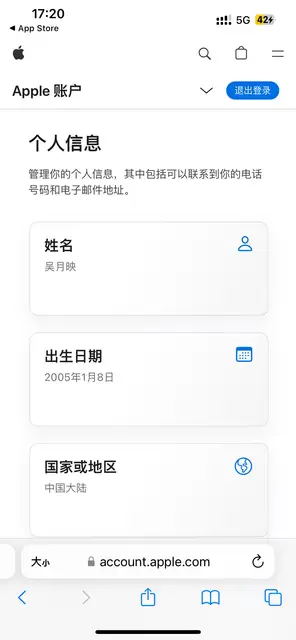 17:20
5G
42
App Store
Apple 账户
退出登录
个人信息
管理你的个人信息，其中包括可以联系到你的电话
号码和电子邮件地址。
姓名
吴月映
出生日期
2005年1月8日
国家或地区
中国大陆
大小
account.apple.com